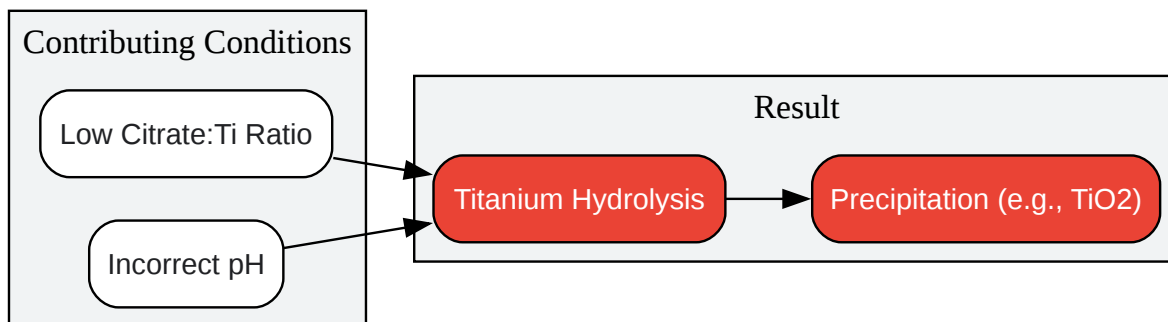 Contributing Conditions
Low Citrate:Ti Ratio
Incorrect pH
Result
Titanium Hydrolysis
Precipitation (e.g., TiO2)